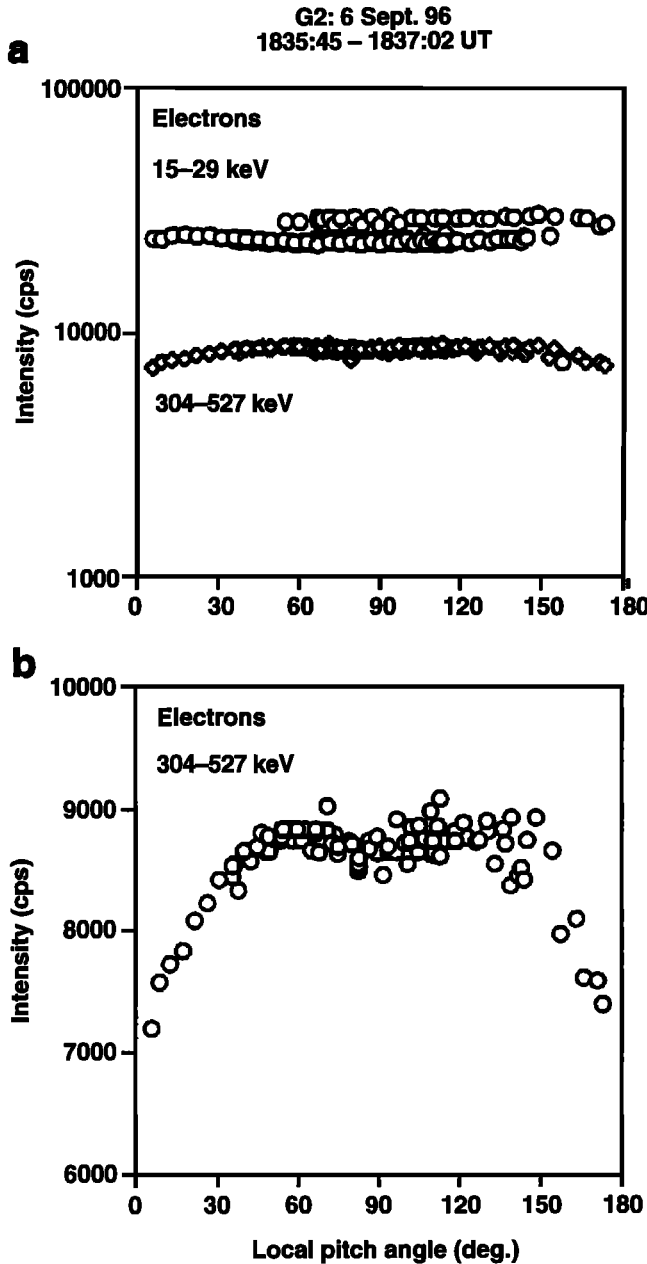 G2: 6 Sept. 96
1835:45 – 1837:02 UT
a
100000
Electrons
15–29 keV
10000
304–527 keV
1000
0 30 60 90 120 150 180
Intensity (cps)
b
10000
Electrons
304–527 keV
9000
8000
7000
6000
0 30 60 90 120 150 180
Intensity (cps)
Local pitch angle (deg.)